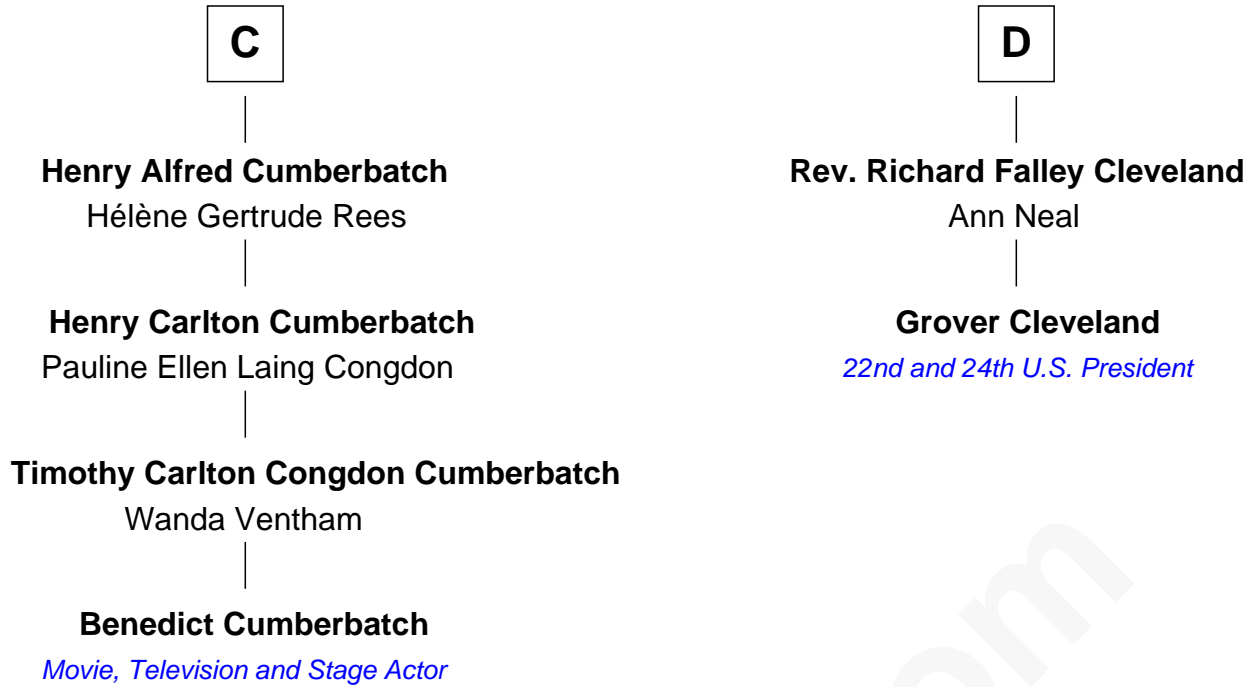 C
Henry Alfred Cumberbatch
Hélène Gertrude Rees
Henry Carlton Cumberbatch
Pauline Ellen Laing Congdon
Timothy Carlton Congdon Cumberbatch
Wanda Ventham
Benedict Cumberbatch
Movie, Television and Stage Actor
D
Rev. Richard Falley Cleveland
Ann Neal
Grover Cleveland
22nd and 24th U.S. President
om